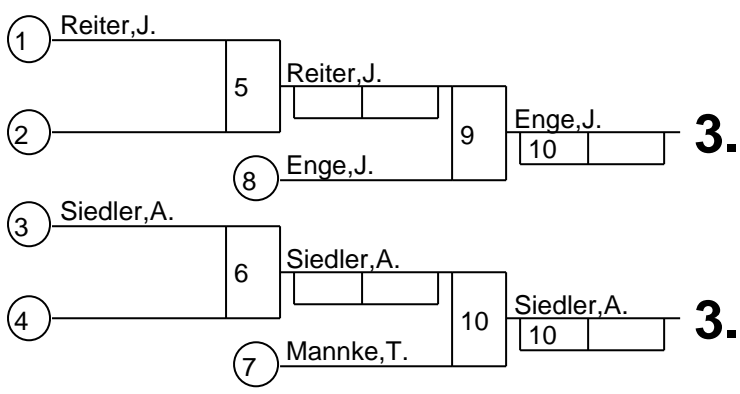 1 Reiter,J.
5 Reiter,J.
2
9 Enge,J. 3.
10
8 Enge,J.
3 Siedler,A.
6 Siedler,A.
4
10 Siedler,A. 3.
10
7 Mannke,T.